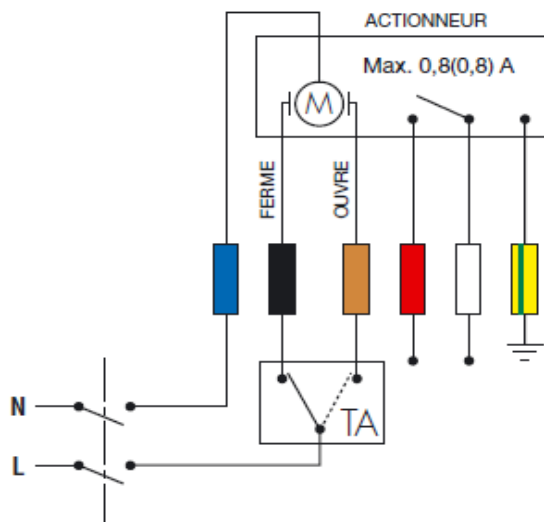 ACTIONNEUR
Max. 0,8(0,8) A
M
FERME
OUVRE
TA
N
L